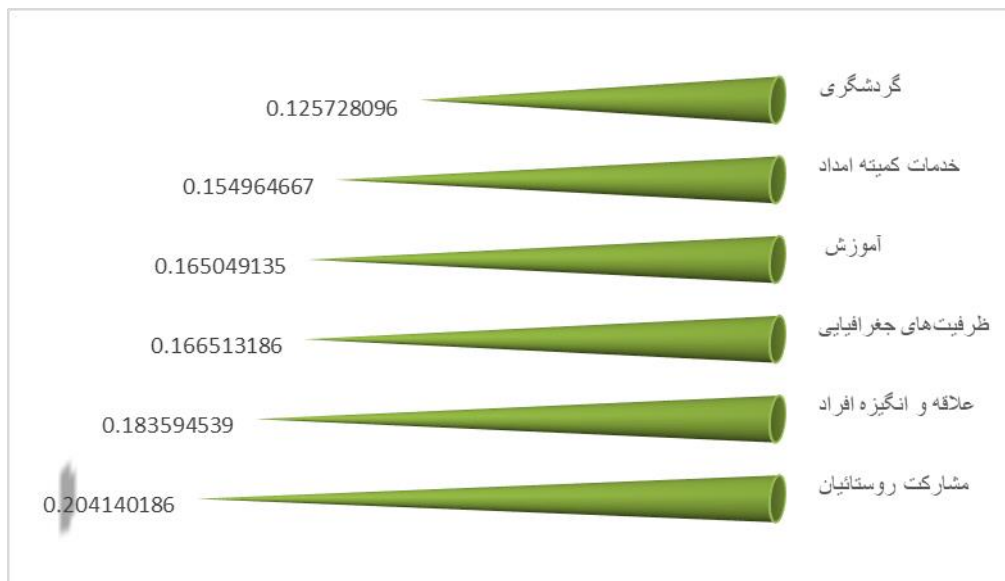 گردشگری
0.125728096
خدمات کمیته امداد
0.154964667
آموزش
0.165049135
ظرفیت‌های جغرافیایی
0.166513186
علاقه و انگیزه افراد
0.183594539
مشارکت روستائیان
0.204140186